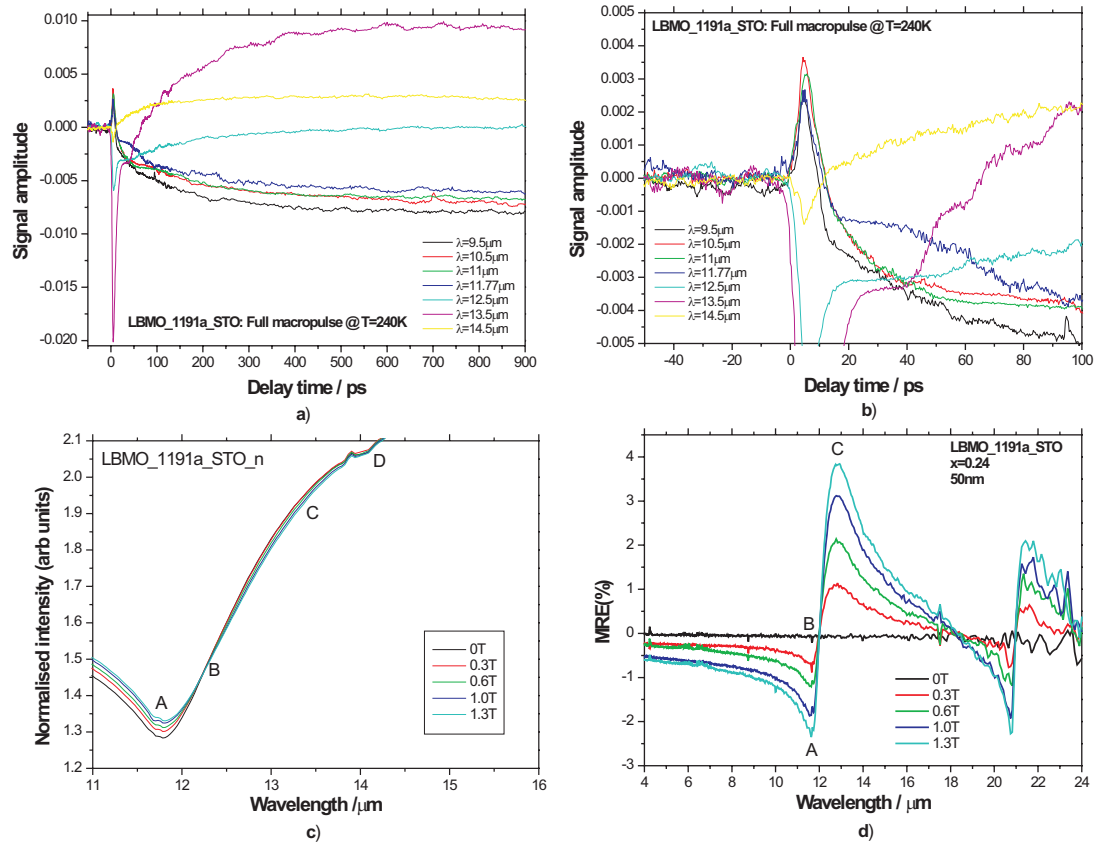 LBMO_1191a_STO: Full macropulse @ T=240K
0.010
0.005
0.000
-0.005
-0.010
-0.015
-0.020
Signal amplitude
λ=9.5μm
λ=10.5μm
λ=11μm
λ=11.77μm
λ=12.5μm
λ=13.5μm
λ=14.5μm
LBMO_1191a_STO: Full macropulse @ T=240K
0 100 200 300 400 500 600 700 800 900
Delay time / ps
a)
LBMO_1191a_STO: Full macropulse @ T=240K
0.005
0.004
0.003
0.002
0.001
0.000
-0.001
-0.002
-0.003
-0.004
-0.005
Signal amplitude
λ=9.5μm
λ=10.5μm
λ=11μm
λ=11.77μm
λ=12.5μm
λ=13.5μm
λ=14.5μm
-40 -20 0 20 40 60 80 100
Delay time / ps
b)
LBMO_1191a_STO_n
2.1
2.0
1.9
1.8
1.7
1.6
1.5
1.4
1.3
1.2
Normalised intensity (arb units)
A
B
C
D
0T
0.3T
0.6T
1.0T
1.3T
11 12 13 14 15 16
Wavelength /μm
c)
LBMO_1191a_STO
x=0.24
50nm
4
3
2
1
0
-1
-2
-3
MRE(%)
C
B
A
0T
0.3T
0.6T
1.0T
1.3T
4 6 8 10 12 14 16 18 20 22 24
Wavelength / μm
d)